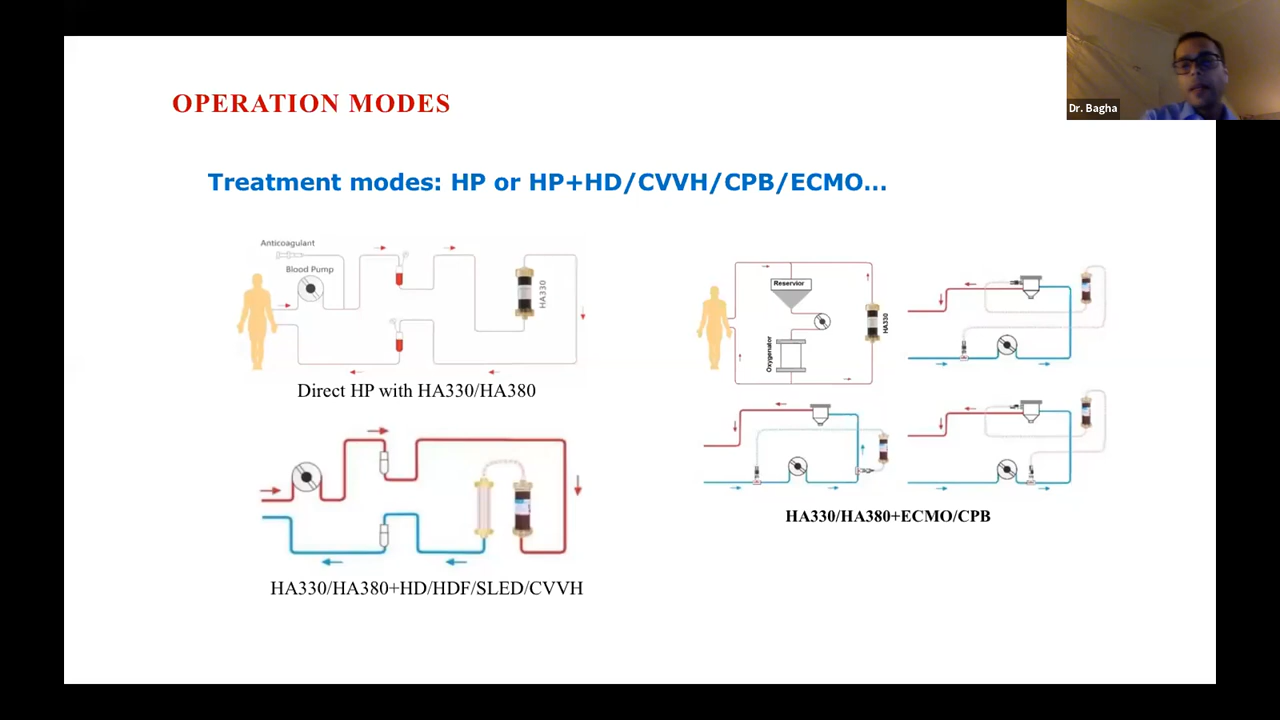 Dr. Bagha
OPERATION MODES
Treatment modes: HP or HP+HD/CVVH/CPB/ECMO...
Anticoagulant
Blood Pump
HA330
Direct HP with HA330/HA380
HA330/HA380+HD/HDF/SLED/CVVH
Reservior
HA330
Oxygenator
HA330/HA380+ECMO/CPB